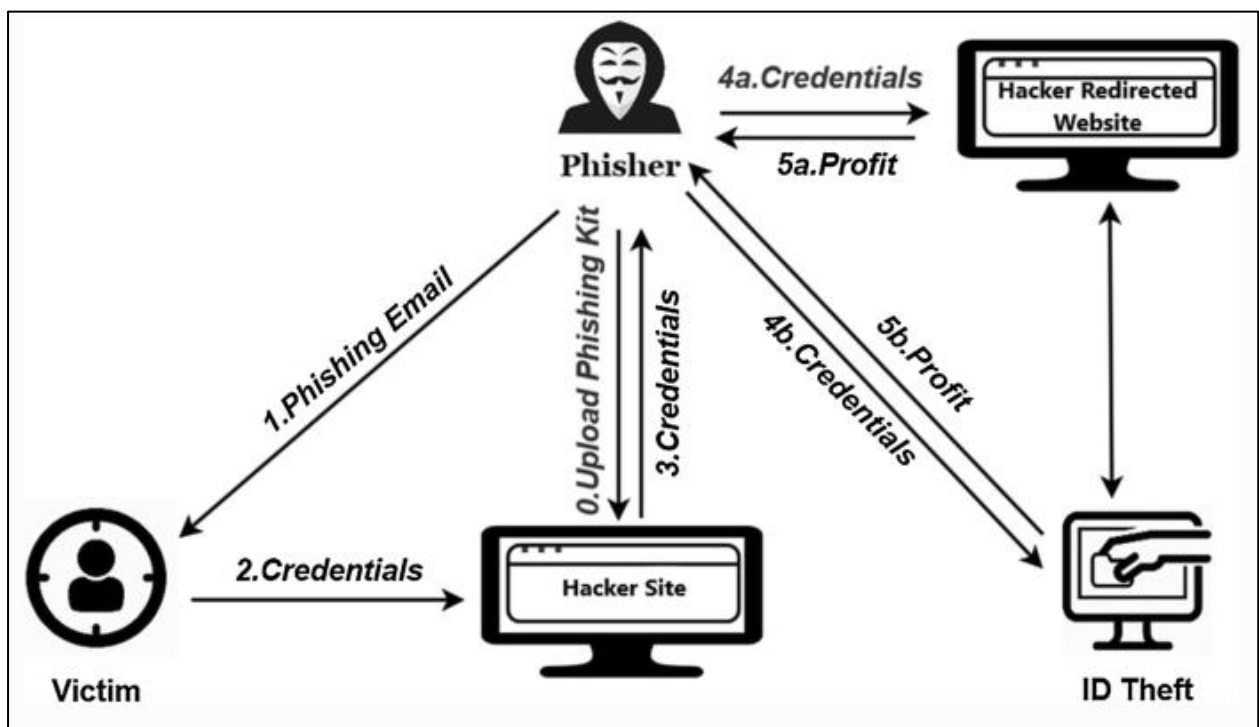 4a.Credentials
Hacker Redirected
Website
Phisher
5a.Profit
0.Upload Phishing Kit
3.Credentials
1.Phishing Email
5b.Profit
4b.Credentials
2.Credentials
Hacker Site
Victim
ID Theft